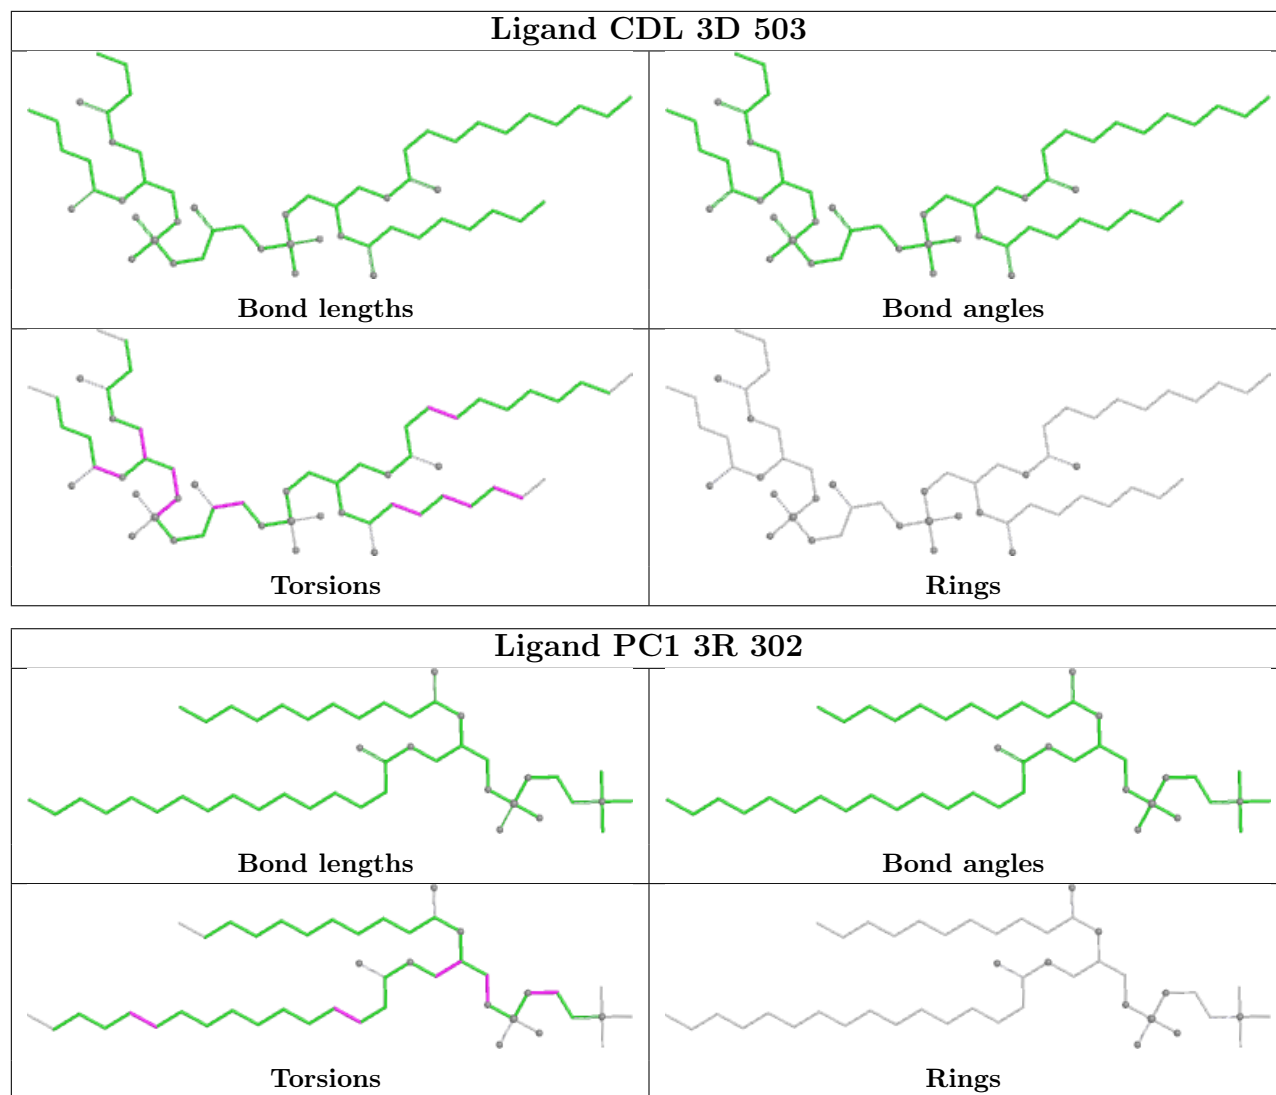 Ligand CDL 3D 503
Bond lengths
Bond angles
Torsions
Rings
Ligand PC1 3R 302
Bond lengths
Bond angles
Torsions
Rings